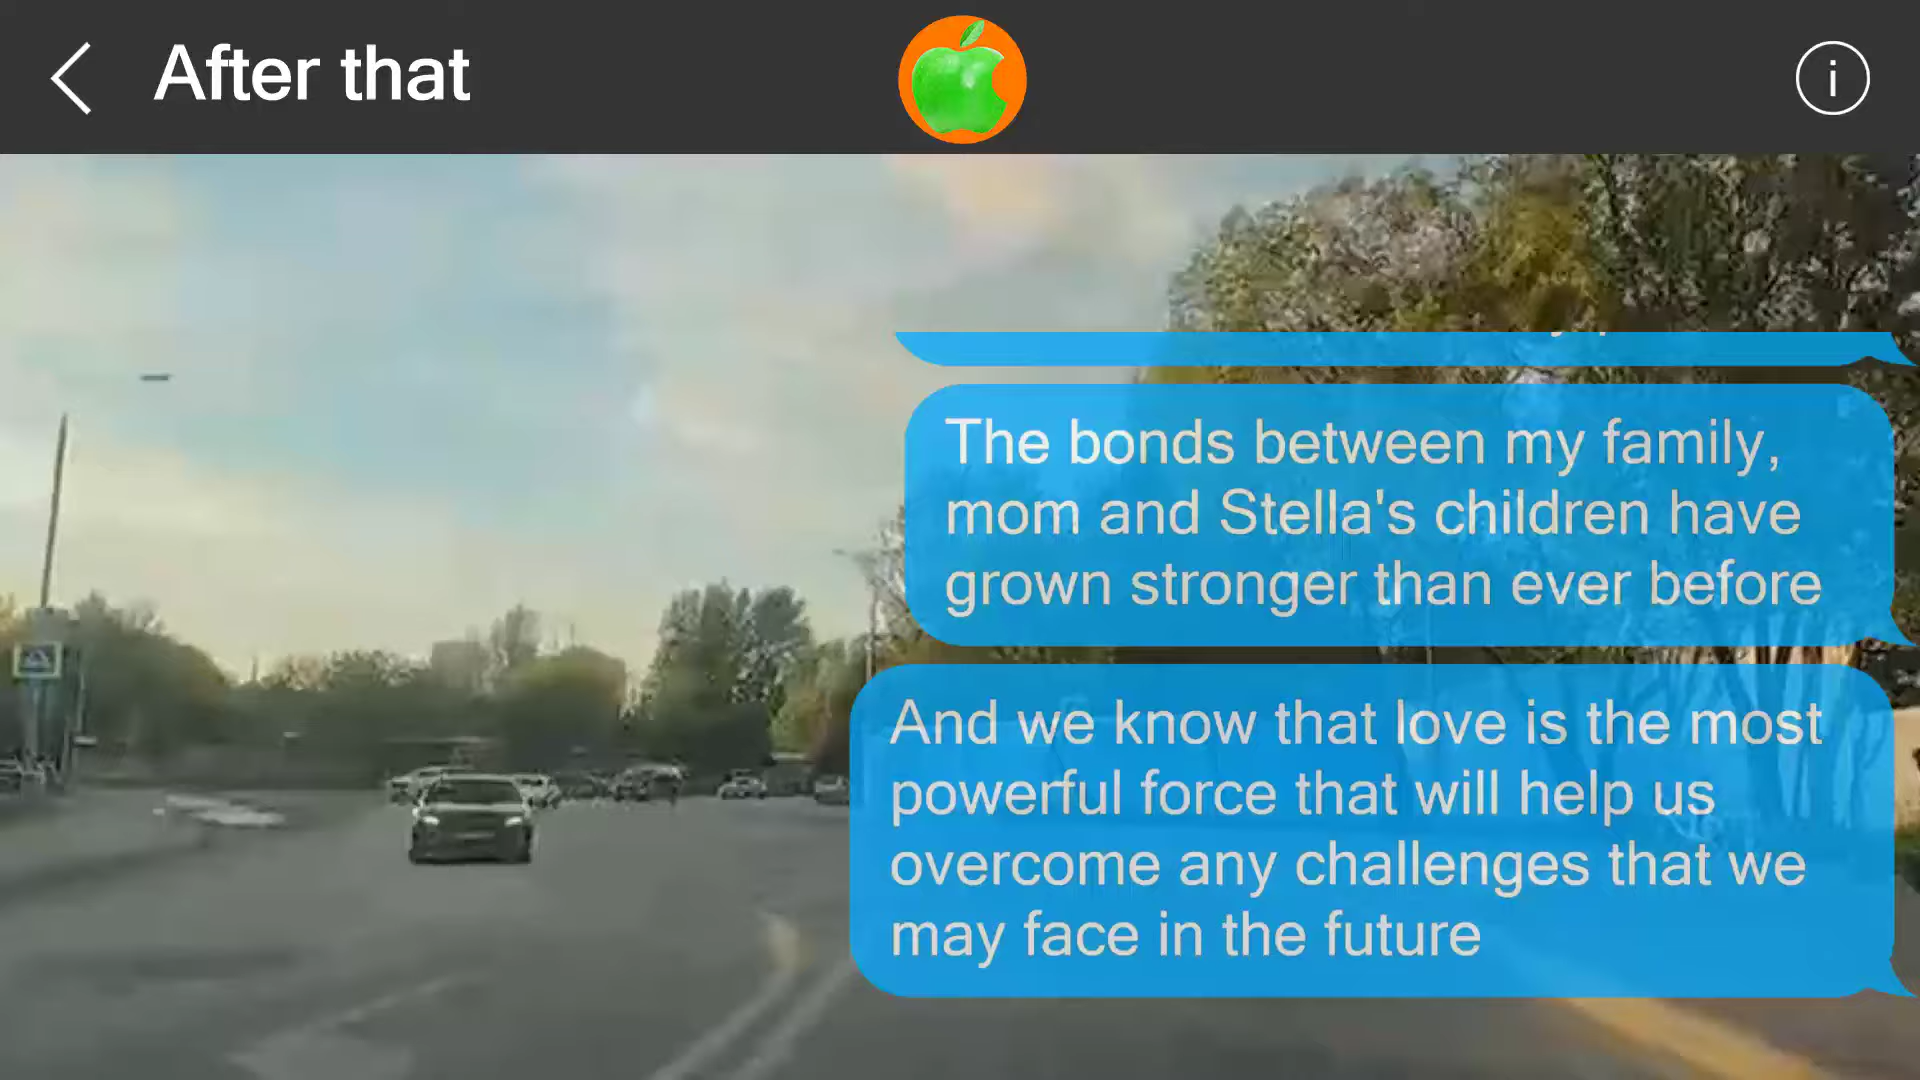 After that
The bonds between my family,
mom and Stella's children have
grown stronger than ever before
And we know that love is the most
powerful force that will help us
overcome any challenges that we
may face in the future